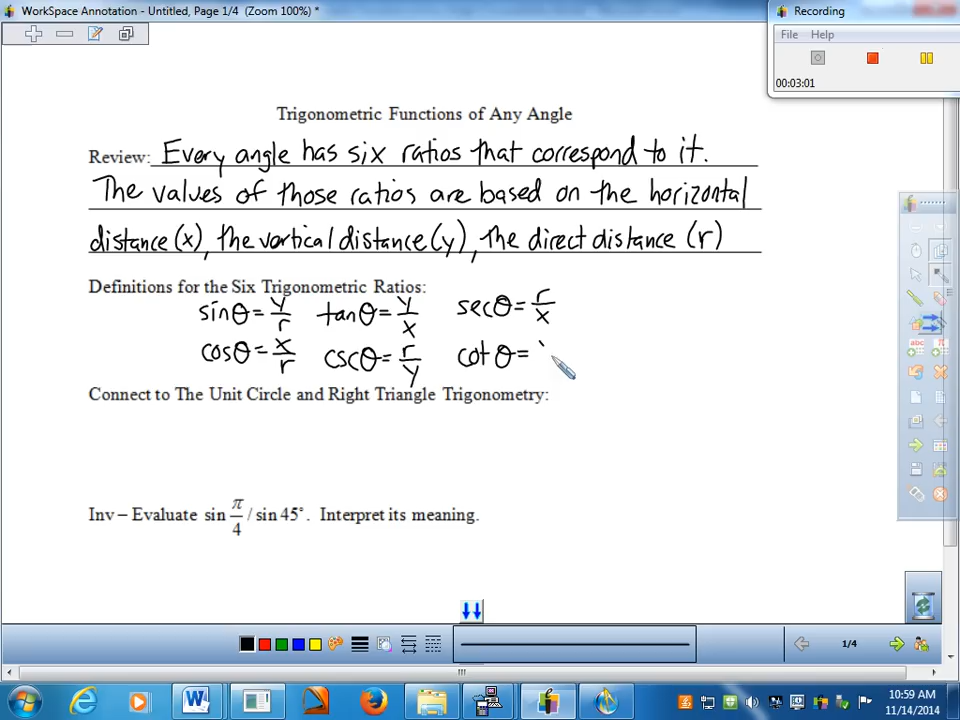 WorkSpace Annotation - Untitled, Page 1/4 (Zoom 100%) *
Recording
File Help
00:03:01
Trigonometric Functions of Any Angle
Review: Every angle has six ratios that correspond to it.
The values of those ratios are based on the horizontal
distance (x), the vertical distance (y), the direct distance (r)
Definitions for the Six Trigonometric Ratios:
sinθ = y/r tanθ = y/x secθ = r/x
cosθ = x/r cscθ = r/y cotθ =
Connect to The Unit Circle and Right Triangle Trigonometry:
Inv – Evaluate sin π/4 / sin 45°. Interpret its meaning.
1/4
10:59 AM
11/14/2014